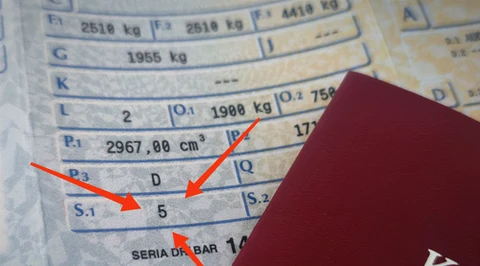 F.1 2510 kg F.2 2510 kg F.3 4410 kg
G 1955 kg J ---
A
K ---
L 2 O.1 1900 kg O.2 750
D
P.1 2967,00 cm³ P.2 171
P.3 D Q
S.1 5 S.2
SERIA DR.BAR 14
K